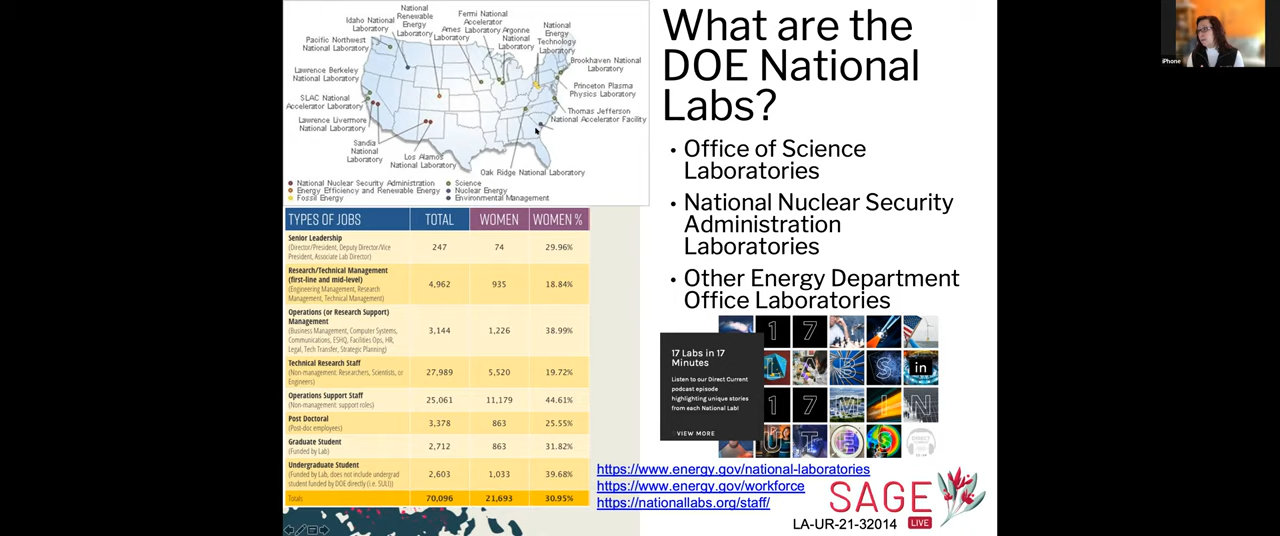 Idaho National
Laboratory
National
Renewable
Energy
Laboratory
Ames
Laboratory
Fermi National
Accelerator
Laboratory
Argonne
National
Laboratory
National
Energy
Technology
Laboratory
Pacific Northwest
National Laboratory
Brookhaven National
Laboratory
Lawrence Berkeley
National Laboratory
Princeton Plasma
Physics Laboratory
SLAC National
Accelerator Laboratory
Thomas Jefferson
National Accelerator Facility
Lawrence Livermore
National Laboratory
Sandia
National
Laboratory
Los Alamos
National Laboratory
Oak Ridge National Laboratory
National Nuclear Security Administration
Energy Efficiency and Renewable Energy
Fossil Energy
Science
Nuclear Energy
Environmental Management
TYPES OF JOBS TOTAL WOMEN WOMEN %
Senior Leadership
(Director/President, Deputy Director/Vice
President, Associate Lab Director)
247 74 29.96%
Research/Technical Management
(first-line and mid-level)
(Engineering Management, Research
Management, Technical Management)
4,962 935 18.84%
Operations (or Research Support)
Management
(Business Management, Computer Systems,
Communications, ESHQ, Facilities Ops, HR,
Legal, Tech Transfer, Strategic Planning)
3,144 1,226 38.99%
Technical Research Staff
(Non-management: Researchers, Scientists, or
Engineers)
27,989 5,520 19.72%
Operations Support Staff
(Non-management: support roles)
25,061 11,179 44.61%
Post Doctoral
(Post-doc employees)
3,378 863 25.55%
Graduate Student
(Funded by Lab)
2,712 863 31.82%
Undergraduate Student
(Funded by Lab, does not include undergrad
student funded by DOE directly (i.e. SULI))
2,603 1,033 39.68%
Totals 70,096 21,693 30.95%
What are the
DOE National
Labs?
• Office of Science
Laboratories
• National Nuclear Security
Administration
Laboratories
• Other Energy Department
Office Laboratories
17 Labs in 17
Minutes
Listen to our Direct Current
podcast episode
highlighting unique stories
from each National Lab!
VIEW MORE
17
LABS in
17 MIN
UTES
DIRECT
https://www.energy.gov/national-laboratories
https://www.energy.gov/workforce
https://nationallabs.org/staff/
SAGE
LIVE
LA-UR-21-32014
iPhone